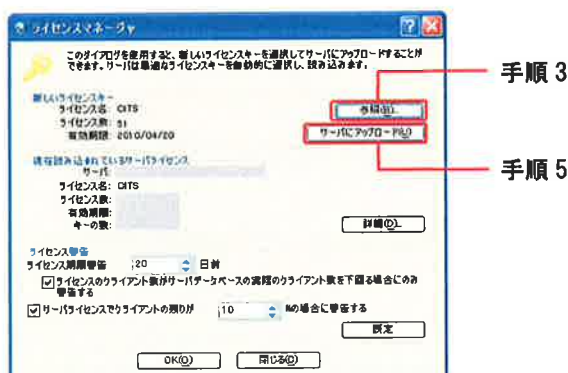 ライセンスマネージャ
このダイアログを使用すると、新しいライセンスキーを選択してサーバにアップロードすることが
できます。サーバは最適なライセンスキーを自動的に選択し、読み込みます。
新しいライセンスキー
ライセンス名: CITS
ライセンス数: 51
有効期限: 2010/04/20
参照(B)...
手順 3
サーバにアップロード(U)
手順 5
現在読み込まれているサーバライセンス
サーバ:
ライセンス名: CITS
ライセンス数:
有効期限:
キーの数:
詳細(D)...
ライセンス警告
ライセンス期限警告 20 日前
ライセンスのクライアント数がサーバデータベースの実際のクライアント数を下回る場合にのみ
警告する
サーバライセンスでクライアントの残りが 10 %の場合に警告する
設定
OK(O)
閉じる(C)